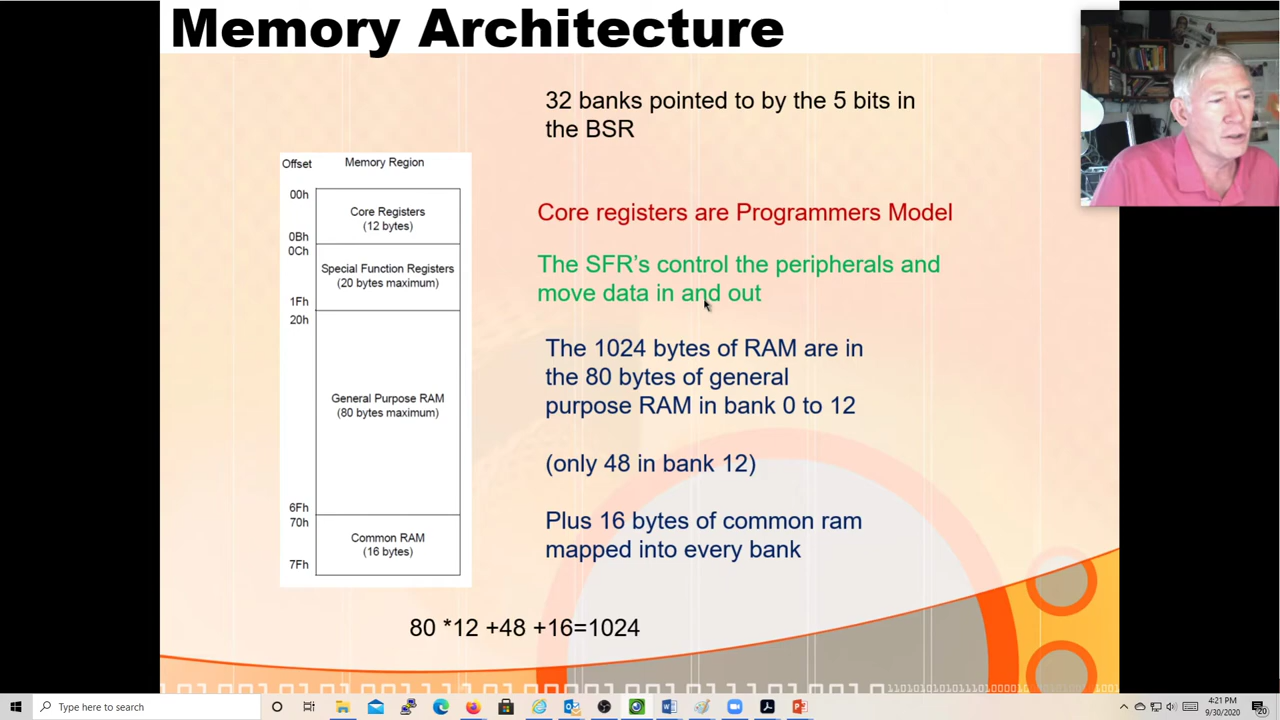 Memory Architecture
32 banks pointed to by the 5 bits in
the BSR
Offset Memory Region
00h
Core Registers
(12 bytes)
0Bh
0Ch
Special Function Registers
(20 bytes maximum)
1Fh
20h
General Purpose RAM
(80 bytes maximum)
6Fh
70h
Common RAM
(16 bytes)
7Fh
Core registers are Programmers Model
The SFR's control the peripherals and
move data in and out
The 1024 bytes of RAM are in
the 80 bytes of general
purpose RAM in bank 0 to 12
(only 48 in bank 12)
Plus 16 bytes of common ram
mapped into every bank
80 *12 +48 +16=1024
Type here to search
4:21 PM
9/30/2020
20